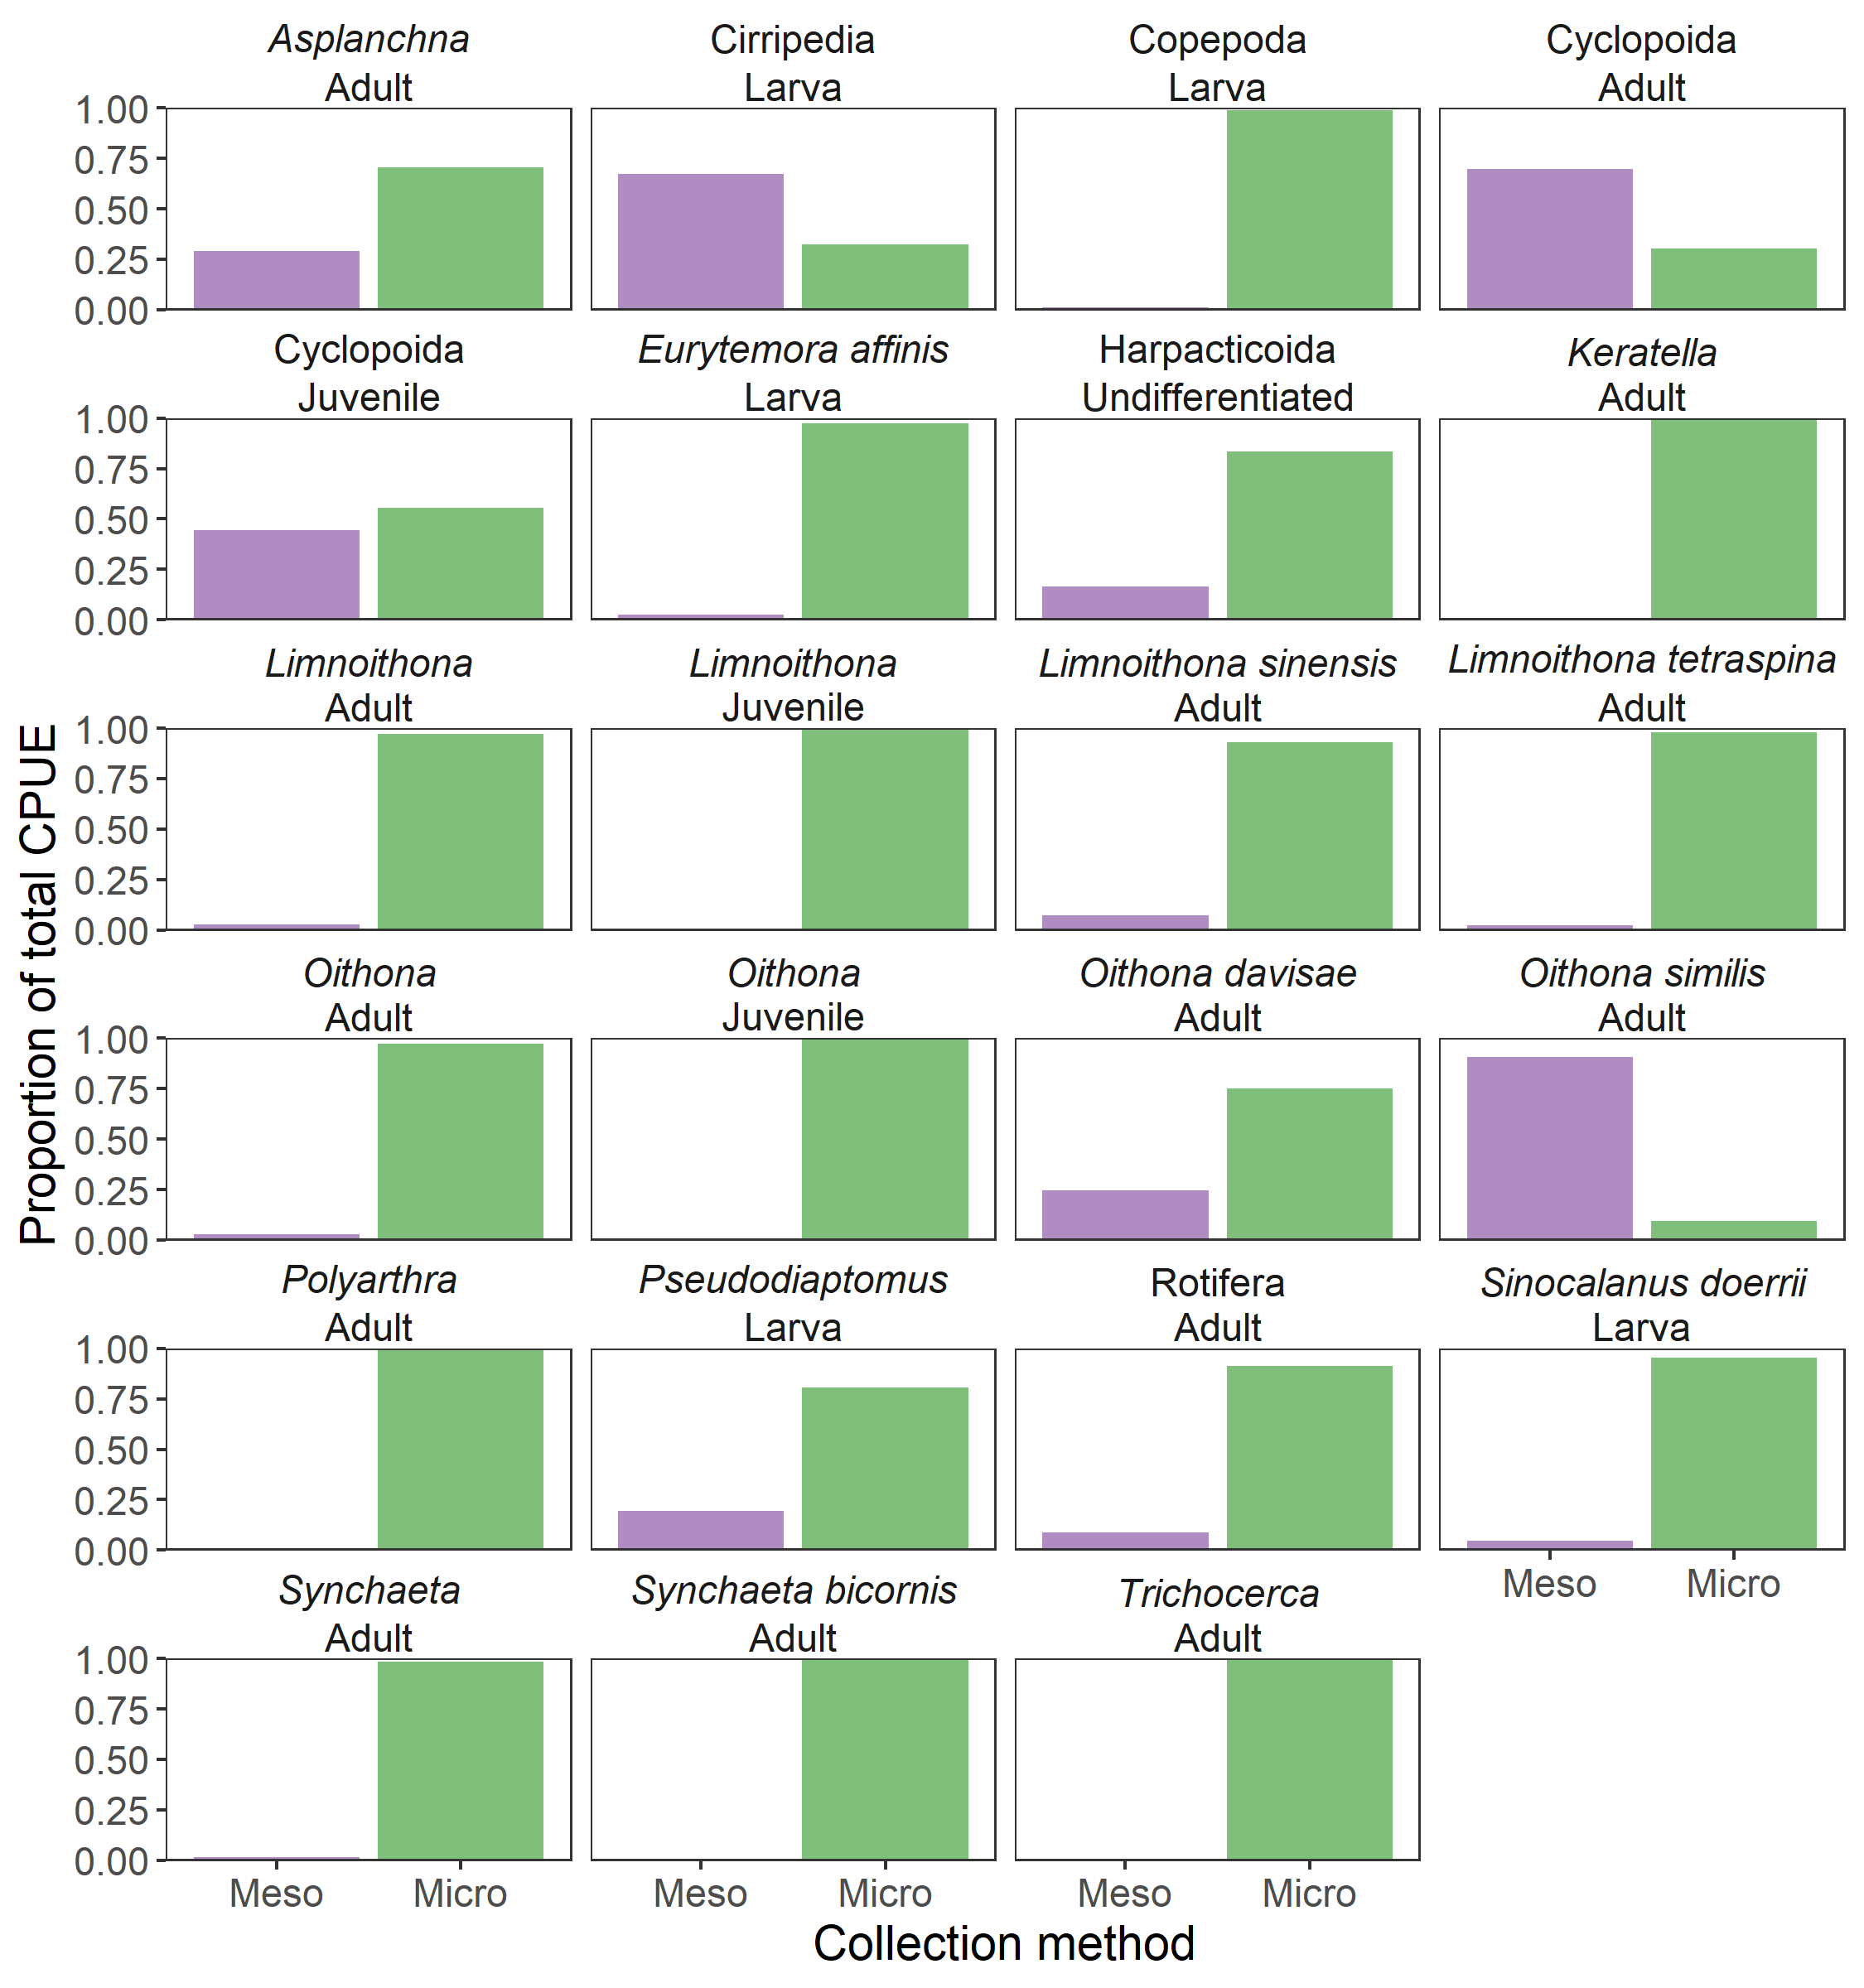 Asplanchna Cirripedia Copepoda Cyclopoida
Adult Larva Larva Adult
1.00
0.75
0.50
0.25
0.00
Cyclopoida Eurytemora affinis Harpacticoida Keratella
Juvenile Larva Undifferentiated Adult
1.00
0.75
0.50
0.25
0.00
Limnoithona Limnoithona Limnoithona sinensis Limnoithona tetraspina
Adult Juvenile Adult Adult
1.00
0.75
0.50
0.25
0.00
Proportion of total CPUE
Oithona Oithona Oithona davisae Oithona similis
Adult Juvenile Adult Adult
1.00
0.75
0.50
0.25
0.00
Polyarthra Pseudodiaptomus Rotifera Sinocalanus doerrii
Adult Larva Adult Larva
1.00
0.75
0.50
0.25
0.00
Meso Micro
Synchaeta Synchaeta bicornis Trichocerca
Adult Adult Adult
1.00
0.75
0.50
0.25
0.00
Meso Micro Meso Micro Meso Micro
Collection method